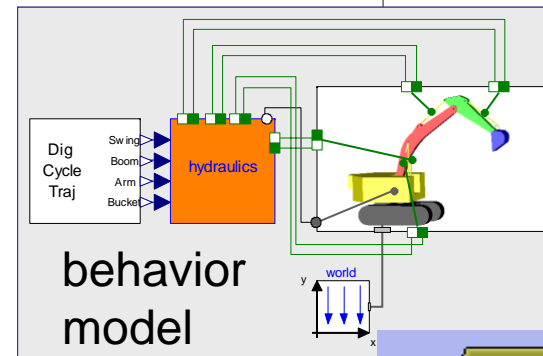 Dig
Cycle
Traj
Swing
Boom
Arm
Bucket
hydraulics
behavior
model
world
y
x